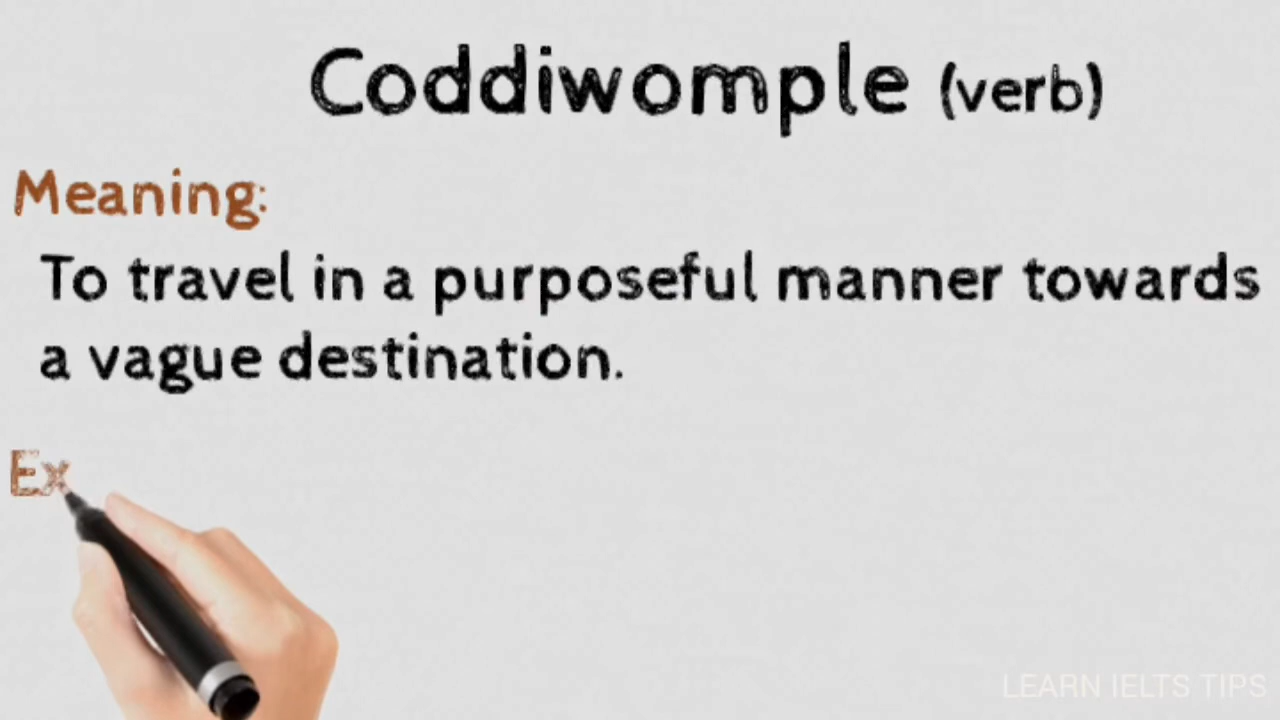 Coddiwomple (verb)
Meaning:
To travel in a purposeful manner towards
a vague destination.
Ex
LEARN IELTS TIPS